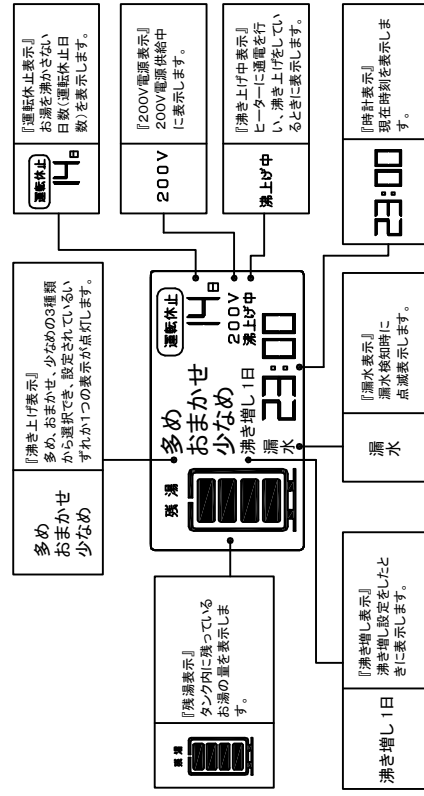 『沸き上げ表示』
多め
おまかせ
少なめ
多め、おまかせ、少なめの3種類
から選択でき、設定されているい
ずれか1つの表示が点灯します。
運転休止
14日
『運転休止表示』
お湯を沸かさない
日数(運転休止日
数)を表示します。
200V
『200V電源表示』
200V電源供給中
に表示します。
沸上げ中
『沸き上げ中表示』
ヒーターに通電を行
い、沸き上げをしてい
るときに表示します。
残湯
『残湯表示』
タンク内に残っている
お湯の量を表示しま
す。
残湯
多め
おまかせ
少なめ
沸き増し1日
漏水
運転休止
14日
200V
沸上げ中
23:00
沸き増し1日
『沸き増し表示』
沸き増し設定をしたと
きに表示します。
漏水
『漏水表示』
漏水検知時に
点滅表示します。
23:00
『時計表示』
現在時刻を表示しま
す。